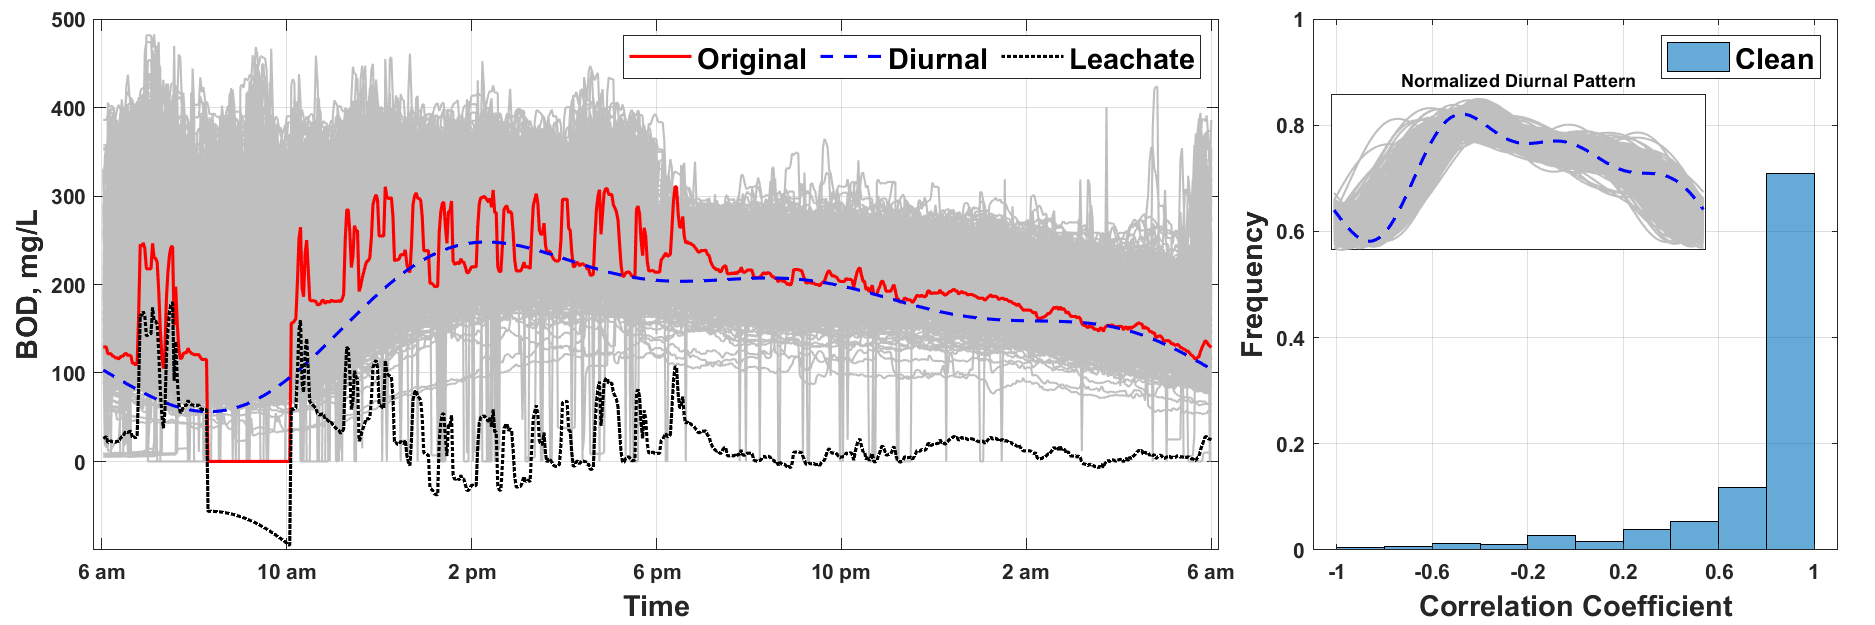 500
400
300
200
100
0
BOD, mg/L
Original Diurnal Leachate
6 am 10 am 2 pm 6 pm 10 pm 2 am 6 am
Time
1
0.8
0.6
0.4
0.2
0
Frequency
Clean
Normalized Diurnal Pattern
-1 -0.6 -0.2 0.2 0.6 1
Correlation Coefficient